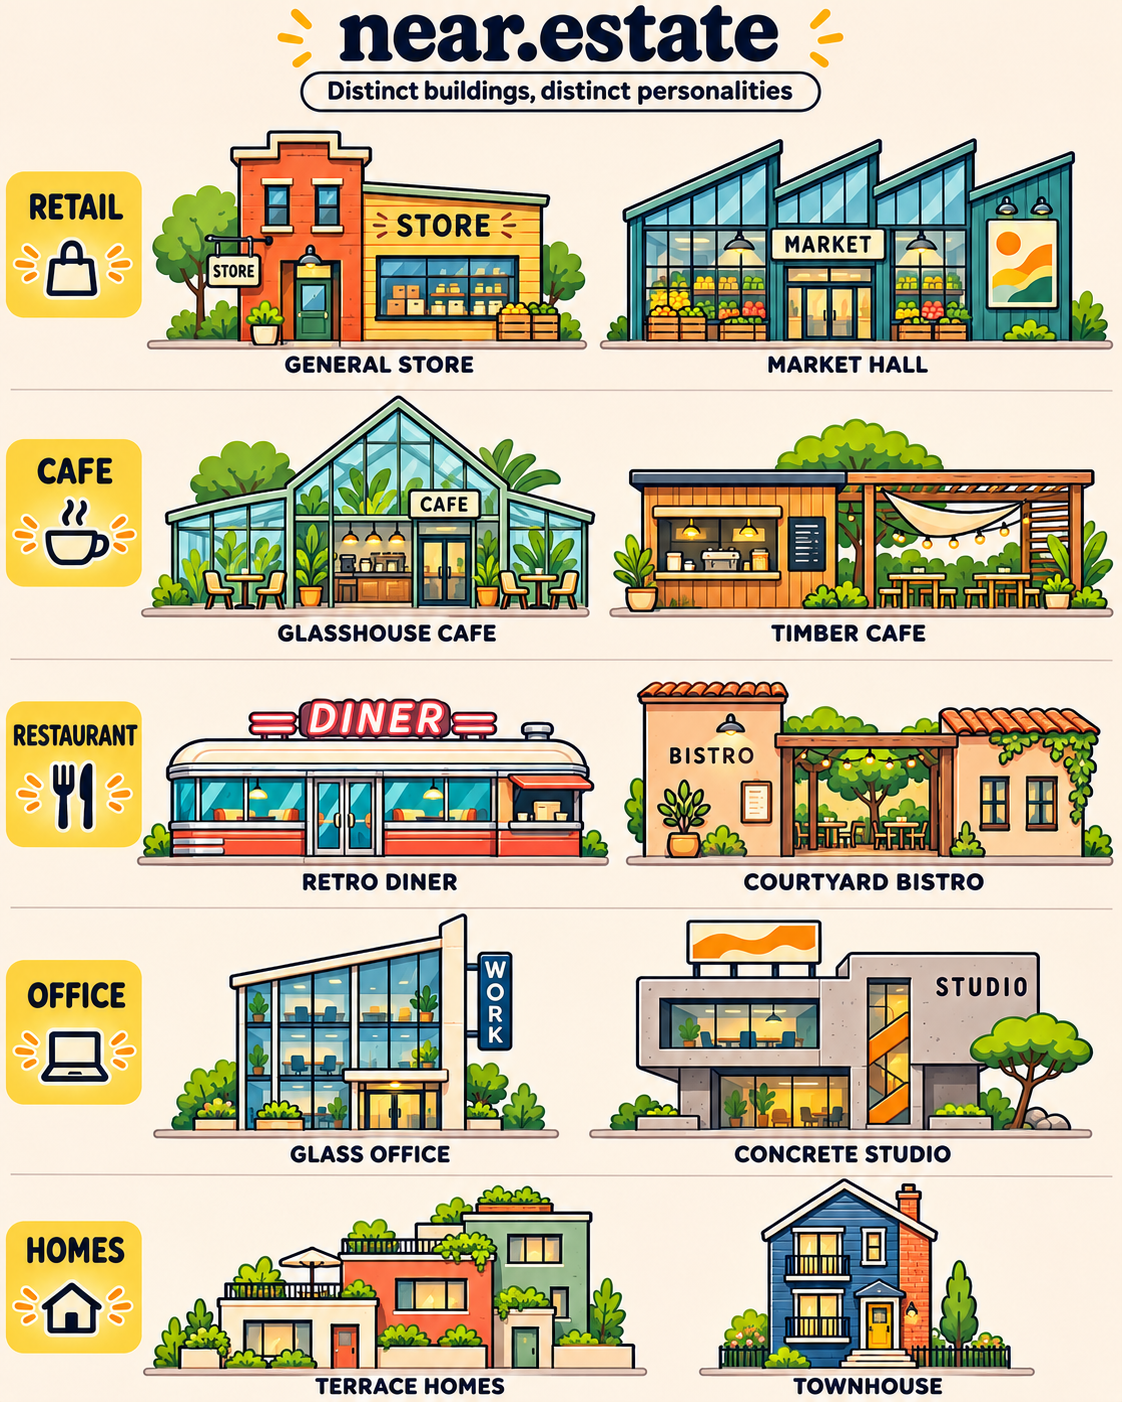 near.estate
Distinct buildings, distinct personalities
RETAIL
STORE
STORE
GENERAL STORE
MARKET
MARKET HALL
CAFE
CAFE
GLASSHOUSE CAFE
TIMBER CAFE
RESTAURANT
DINER
RETRO DINER
BISTRO
COURTYARD BISTRO
OFFICE
WORK
GLASS OFFICE
STUDIO
CONCRETE STUDIO
HOMES
TERRACE HOMES
TOWNHOUSE